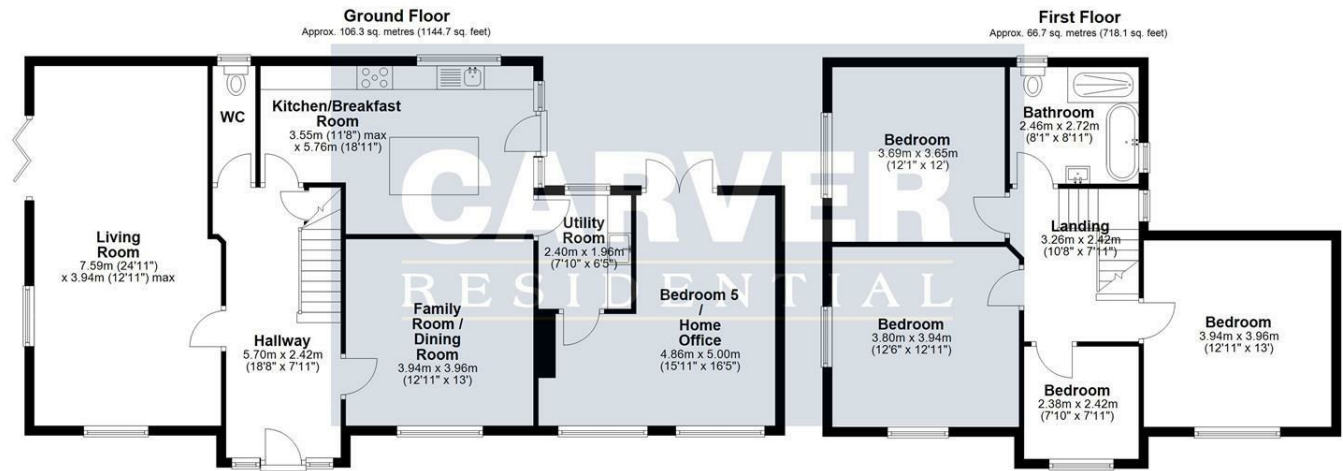 Ground Floor
Approx. 106.3 sq. metres (1144.7 sq. feet)
WC
Kitchen/Breakfast
Room
3.55m (11'8") max
x 5.76m (18'11")
Living
Room
7.59m (24'11")
x 3.94m (12'11") max
Hallway
5.70m x 2.42m
(18'8" x 7'11")
Family
Room /
Dining
Room
3.94m x 3.96m
(12'11" x 13')
Utility
Room
2.40m x 1.96m
(7'10" x 6'5")
Bedroom 5
/
Home
Office
4.86m x 5.00m
(15'11" x 16'5")
First Floor
Approx. 66.7 sq. metres (718.1 sq. feet)
Bedroom
3.69m x 3.65m
(12'1" x 12')
Bathroom
2.46m x 2.72m
(8'1" x 8'11")
Landing
3.26m x 2.42m
(10'8" x 7'11")
Bedroom
3.80m x 3.94m
(12'6" x 12'11")
Bedroom
2.38m x 2.42m
(7'10" x 7'11")
Bedroom
3.94m x 3.96m
(12'11" x 13')
CARVER
RESIDENTIAL